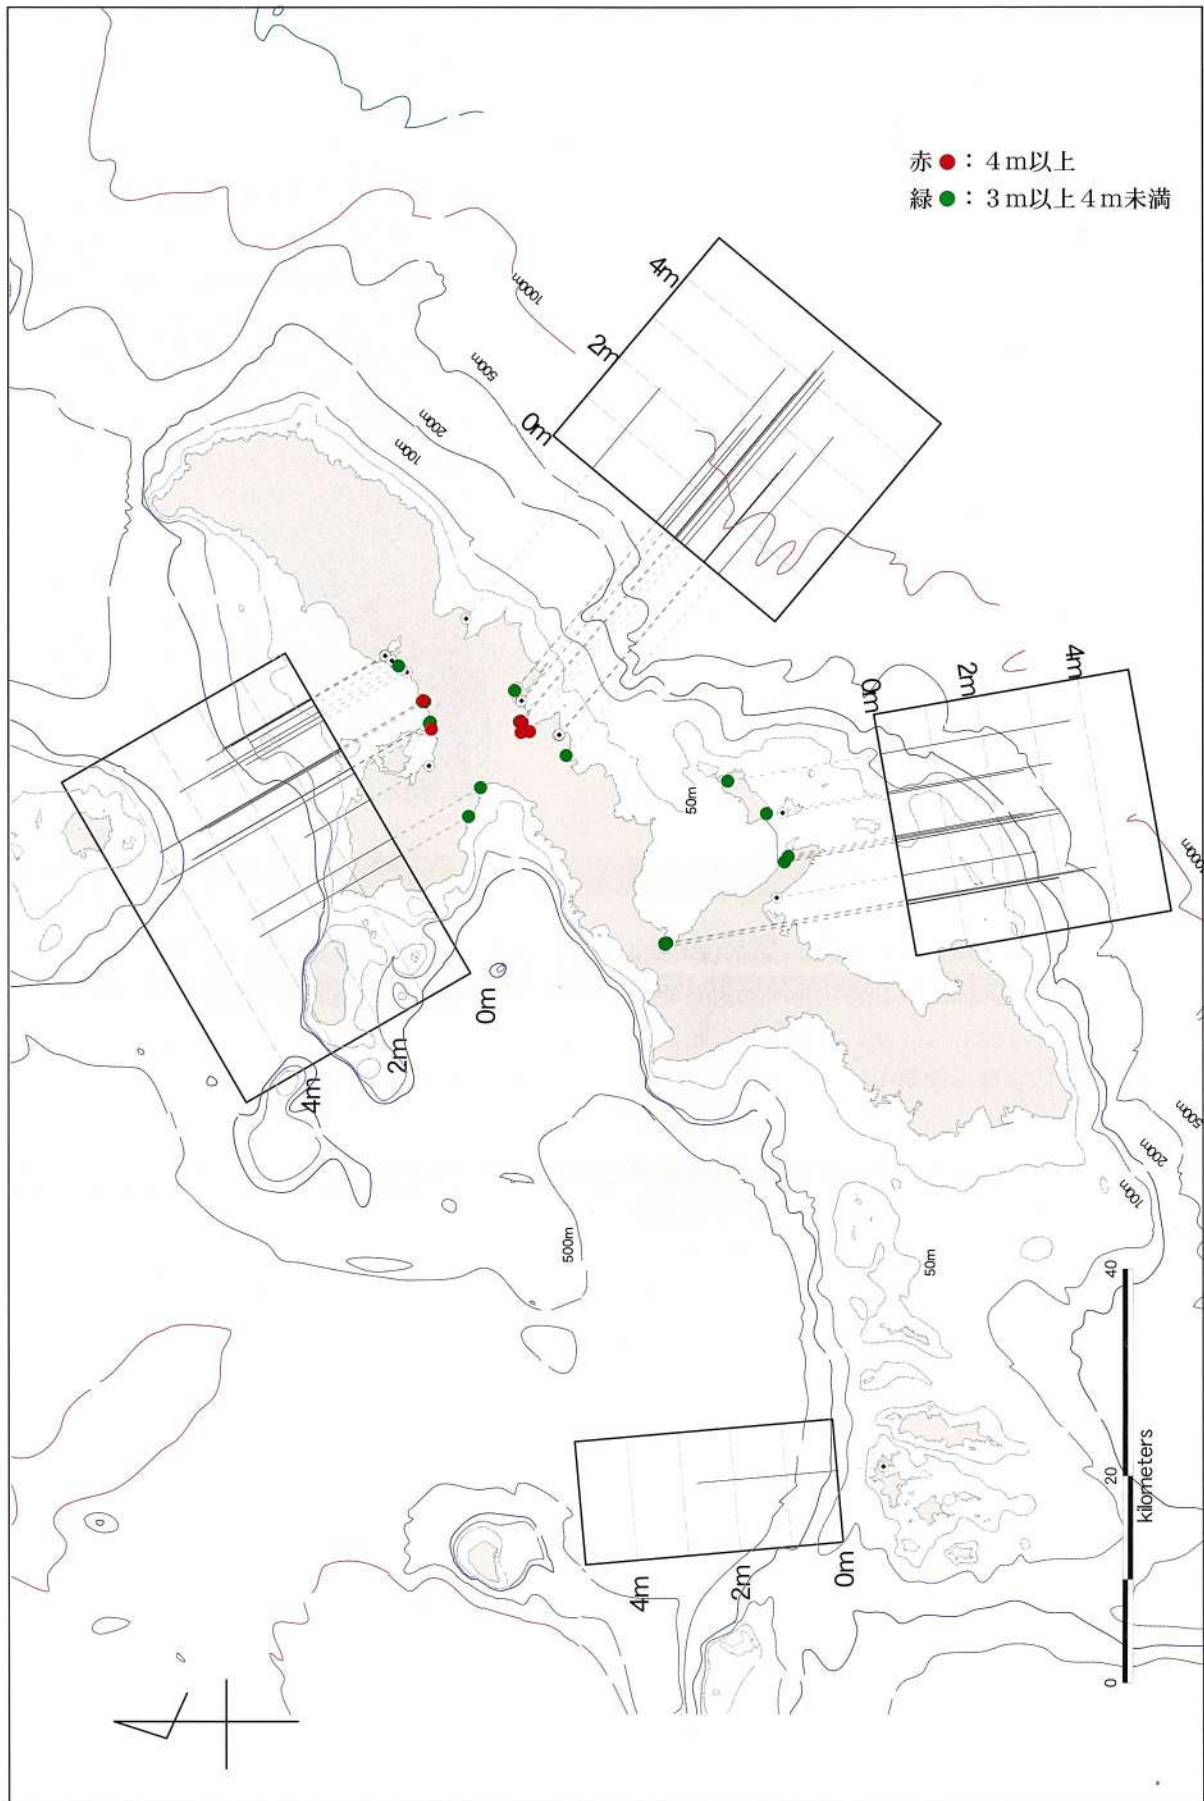 赤●：４ｍ以上
緑●：３ｍ以上４ｍ未満
4m
2m
0m
1000m
500m
200m
100m
0m
2m
4m
50m
1000m
0m
2m
4m
500m
200m
100m
500m
50m
4m
2m
0m
0
20
40
kilometers